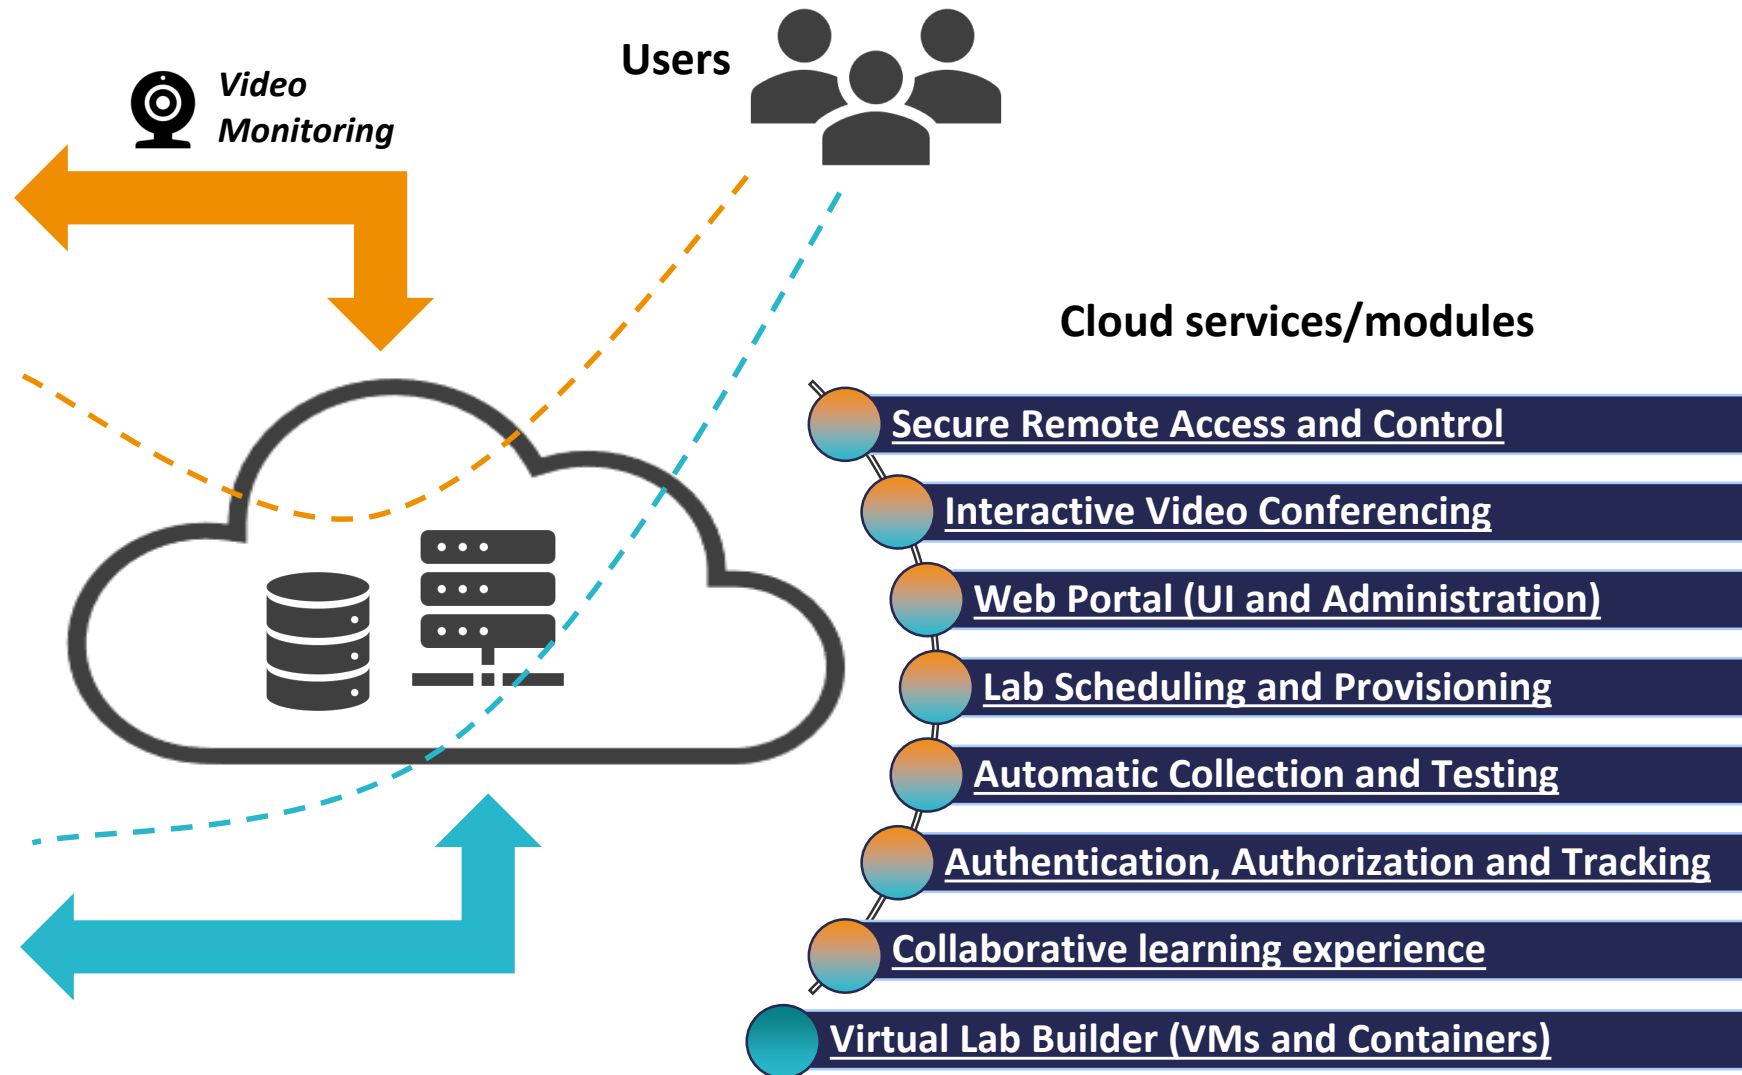 Users
Video
Monitoring
Cloud services/modules
Secure Remote Access and Control
Interactive Video Conferencing
Web Portal (UI and Administration)
Lab Scheduling and Provisioning
Automatic Collection and Testing
Authentication, Authorization and Tracking
Collaborative learning experience
Virtual Lab Builder (VMs and Containers)